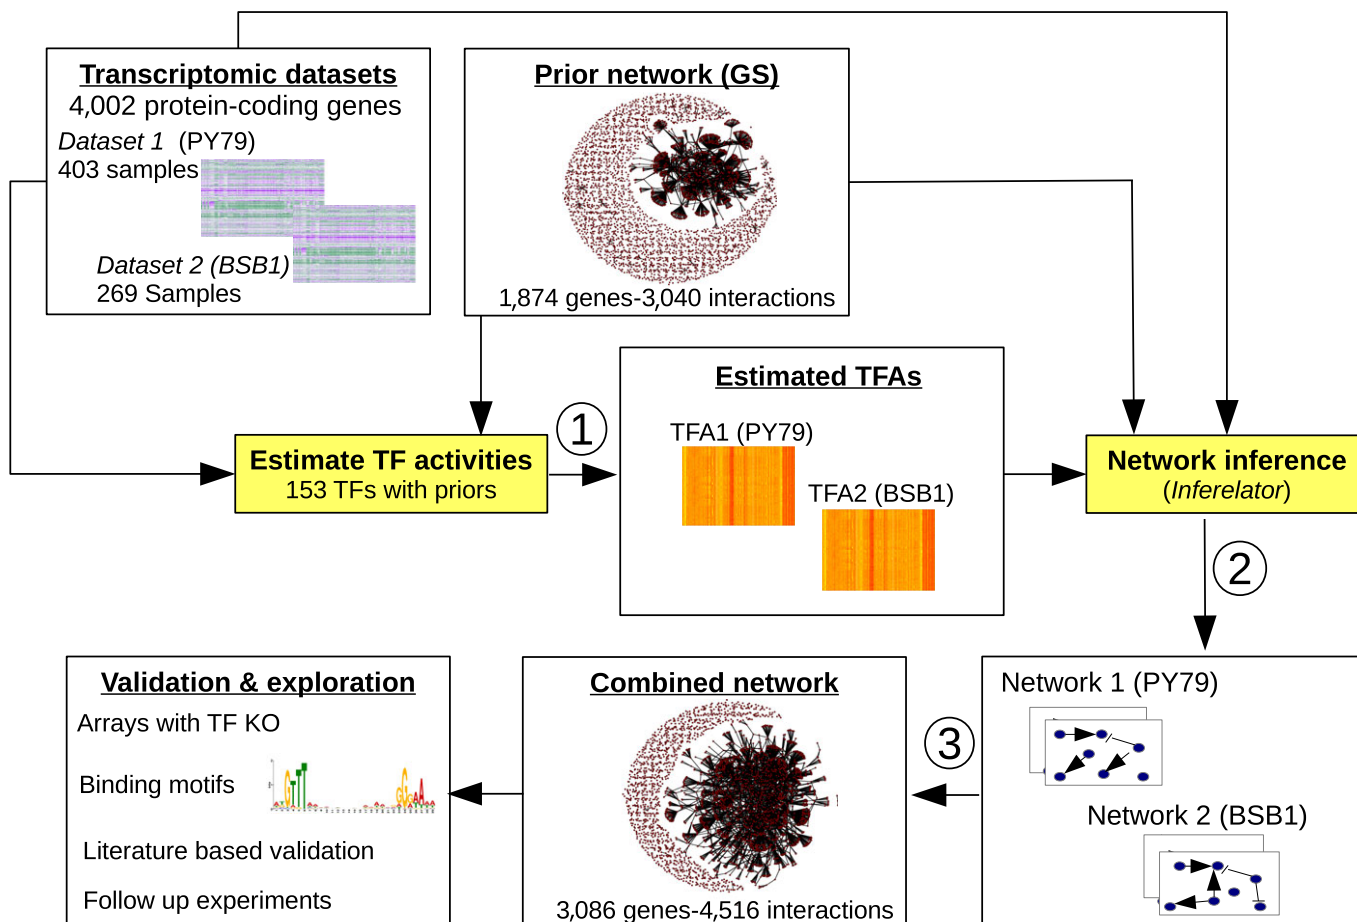 Transcriptomic datasets
4,002 protein-coding genes
Dataset 1 (PY79)
403 samples
Dataset 2 (BSB1)
269 Samples
Prior network (GS)
1,874 genes-3,040 interactions
Estimate TF activities
153 TFs with priors
1
Estimated TFAs
TFA1 (PY79)
TFA2 (BSB1)
Network inference
(Inferelator)
2
Network 1 (PY79)
Network 2 (BSB1)
3
Combined network
3,086 genes-4,516 interactions
Validation & exploration
Arrays with TF KO
Binding motifs
Literature based validation
Follow up experiments